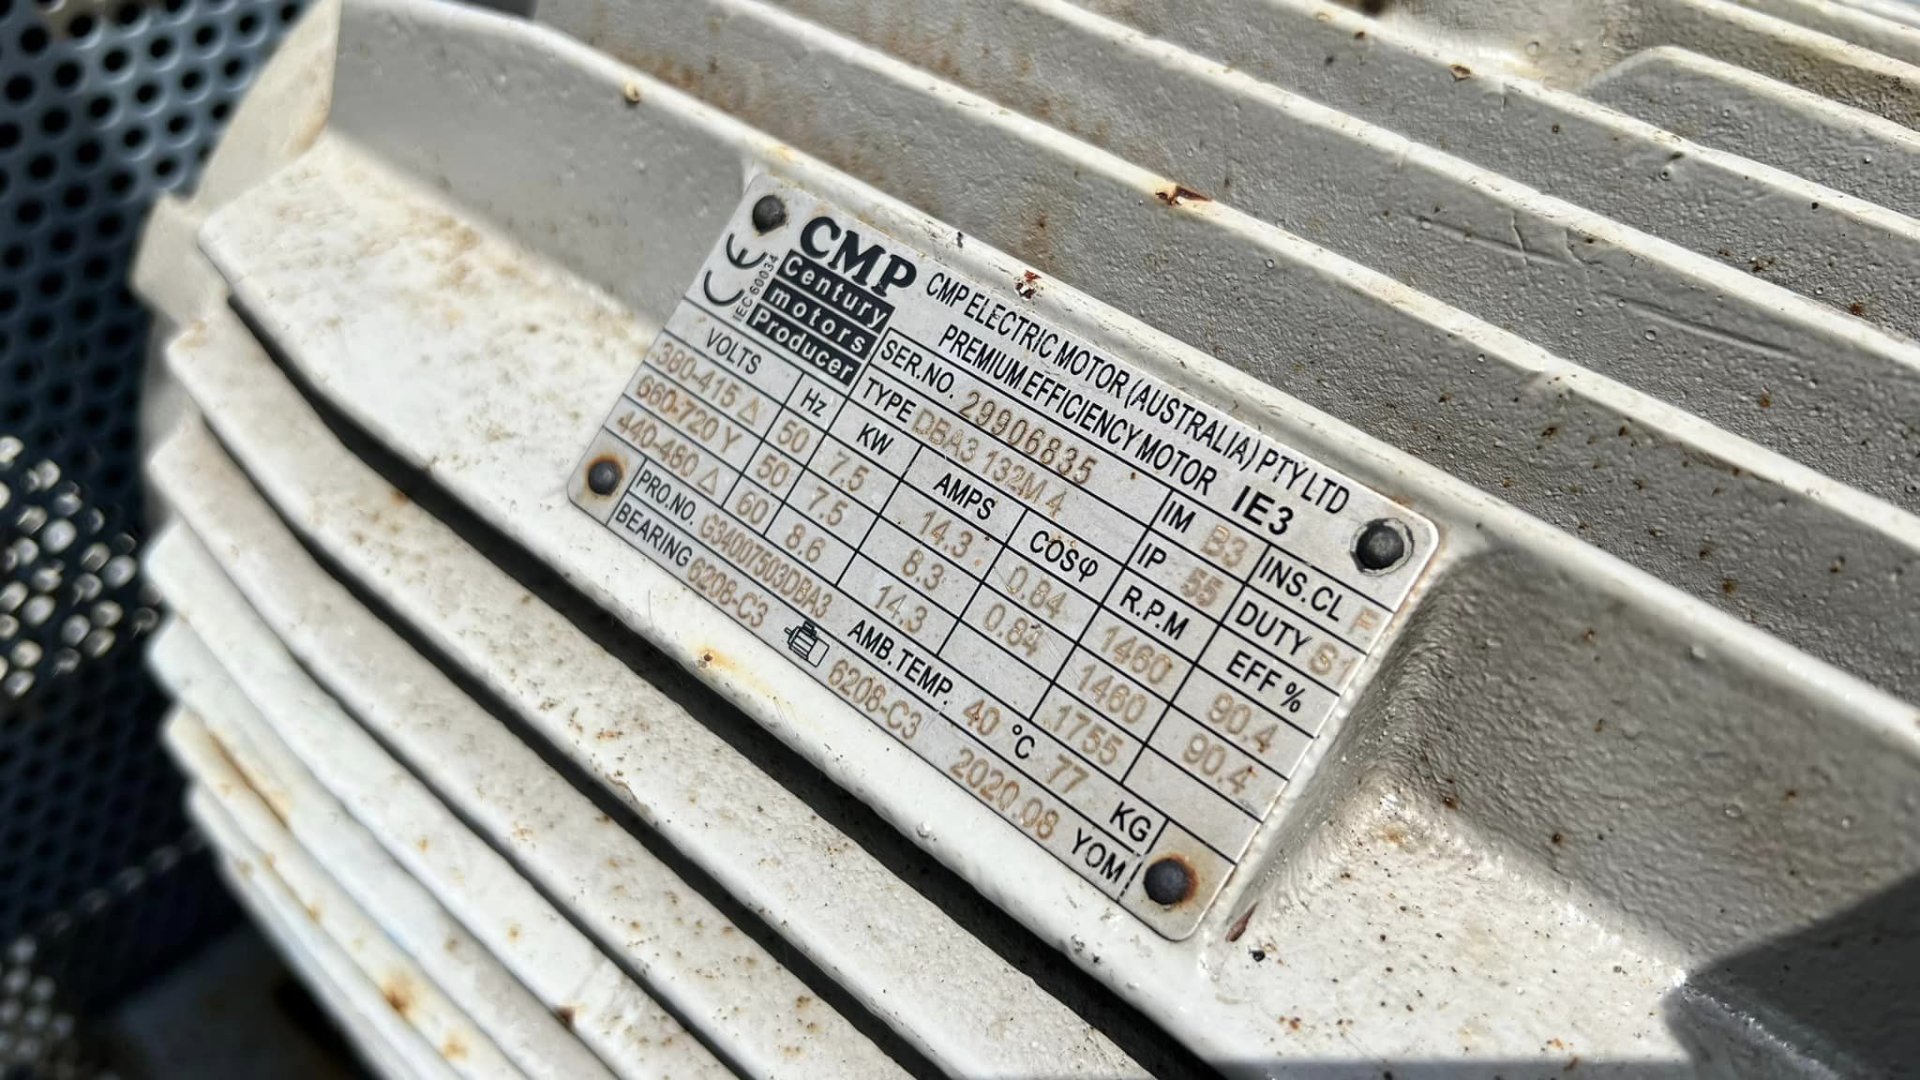 CMP
Century
motors
Producer
CE
IEC 60034
CMP ELECTRIC MOTOR (AUSTRALIA) PTY LTD
PREMIUM EFFICIENCY MOTOR IE3
SER.NO. 29906835 IM B3 INS.CL F
TYPE DBA3 132M 4 IP 55 DUTY S1
VOLTS Hz KW AMPS COSφ R.P.M EFF %
380-415 Δ 50 7.5 14.3 0.84 1460 90.4
660-720 Y 50 7.5 8.3 0.84 1460 90.4
440-480 Δ 60 8.6 14.3 1755
PRO.NO. G34007503DBA3 AMB.TEMP. 40 °C 77 KG
BEARING 6208-C3 6208-C3 2020.08 YOM